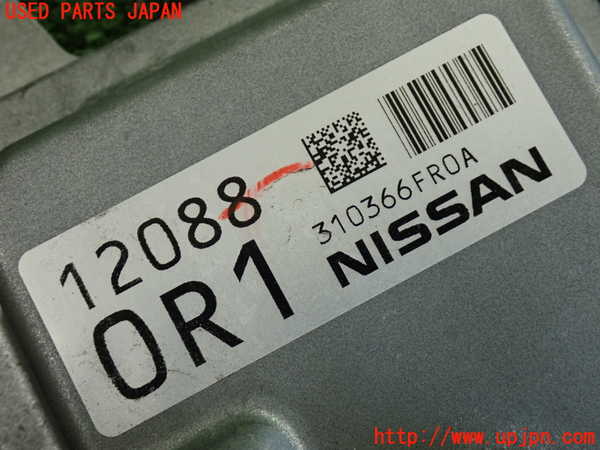 USED PARTS JAPAN
12088
0R1
310366FR0A
NISSAN
http://www.upjpn.com/